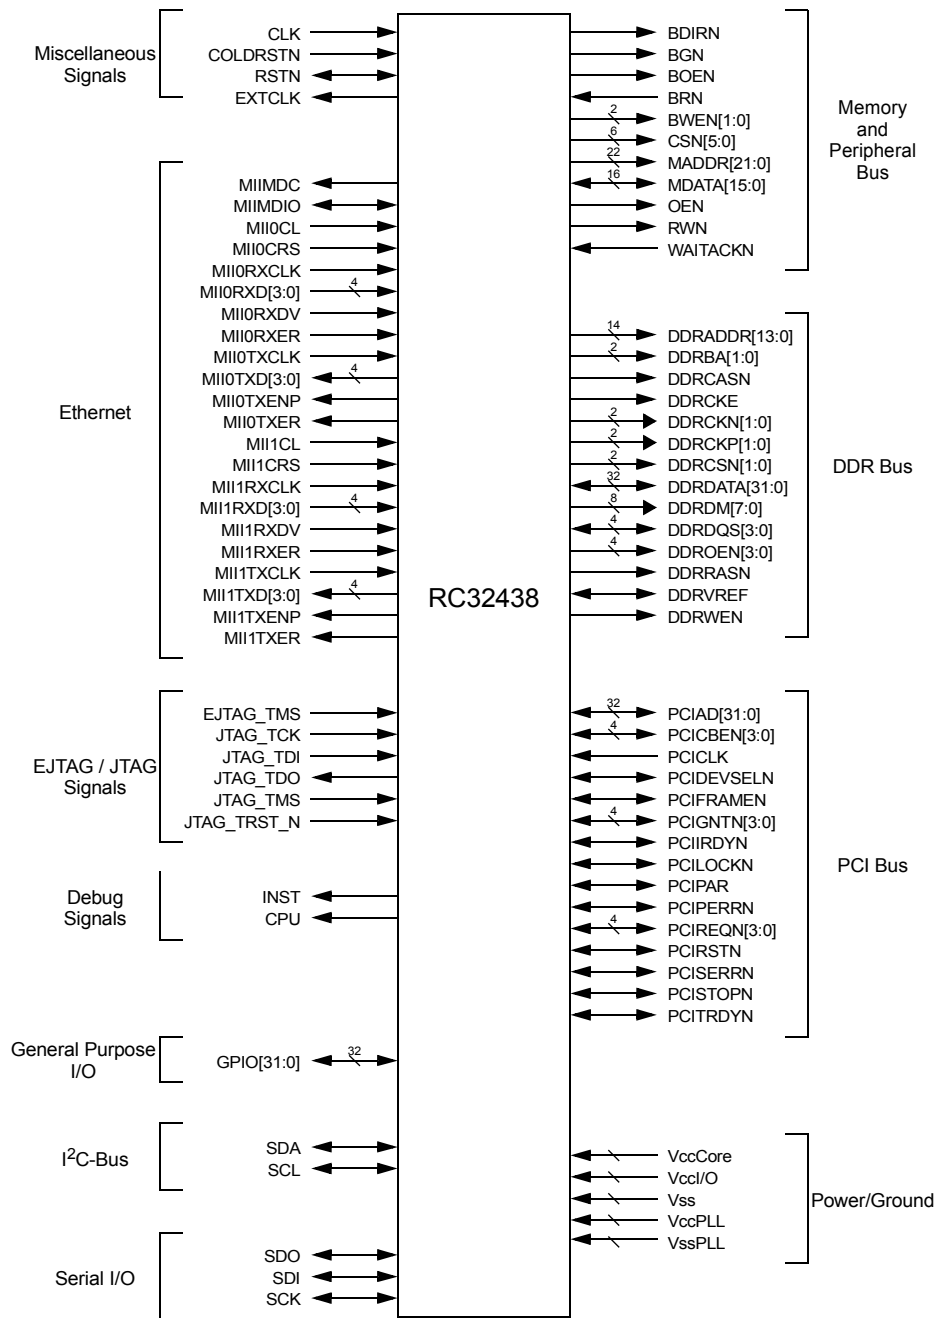 Miscellaneous
Signals
CLK
COLDRSTN
RSTN
EXTCLK
Ethernet
MIIMDC
MIIMDIO
MII0CL
MII0CRS
MII0RXCLK
MII0RXD[3:0]
4
MII0RXDV
MII0RXER
MII0TXCLK
MII0TXD[3:0]
4
MII0TXENP
MII0TXER
MII1CL
MII1CRS
MII1RXCLK
MII1RXD[3:0]
4
MII1RXDV
MII1RXER
MII1TXCLK
MII1TXD[3:0]
4
MII1TXENP
MII1TXER
EJTAG / JTAG
Signals
EJTAG_TMS
JTAG_TCK
JTAG_TDI
JTAG_TDO
JTAG_TMS
JTAG_TRST_N
Debug
Signals
INST
CPU
General Purpose
I/O
GPIO[31:0]
32
I2C-Bus
SDA
SCL
Serial I/O
SDO
SDI
SCK
RC32438
BDIRN
BGN
BOEN
BRN
2
BWEN[1:0]
6
CSN[5:0]
22
MADDR[21:0]
16
MDATA[15:0]
OEN
RWN
WAITACKN
Memory
and
Peripheral
Bus
14
DDRADDR[13:0]
2
DDRBA[1:0]
DDRCASN
DDRCKE
2
DDRCKN[1:0]
2
DDRCKP[1:0]
2
DDRCSN[1:0]
32
DDRDATA[31:0]
8
DDRDM[7:0]
4
DDRDQS[3:0]
4
DDROEN[3:0]
DDRRASN
DDRVREF
DDRWEN
DDR Bus
32
PCIAD[31:0]
4
PCICBEN[3:0]
PCICLK
PCIDEVSELN
PCIFRAMEN
4
PCIGNTN[3:0]
PCIIRDYN
PCILOCKN
PCIPAR
PCIPERRN
4
PCIREQN[3:0]
PCIRSTN
PCISERRN
PCISTOPN
PCITRDYN
PCI Bus
VccCore
VccI/O
Vss
VccPLL
VssPLL
Power/Ground